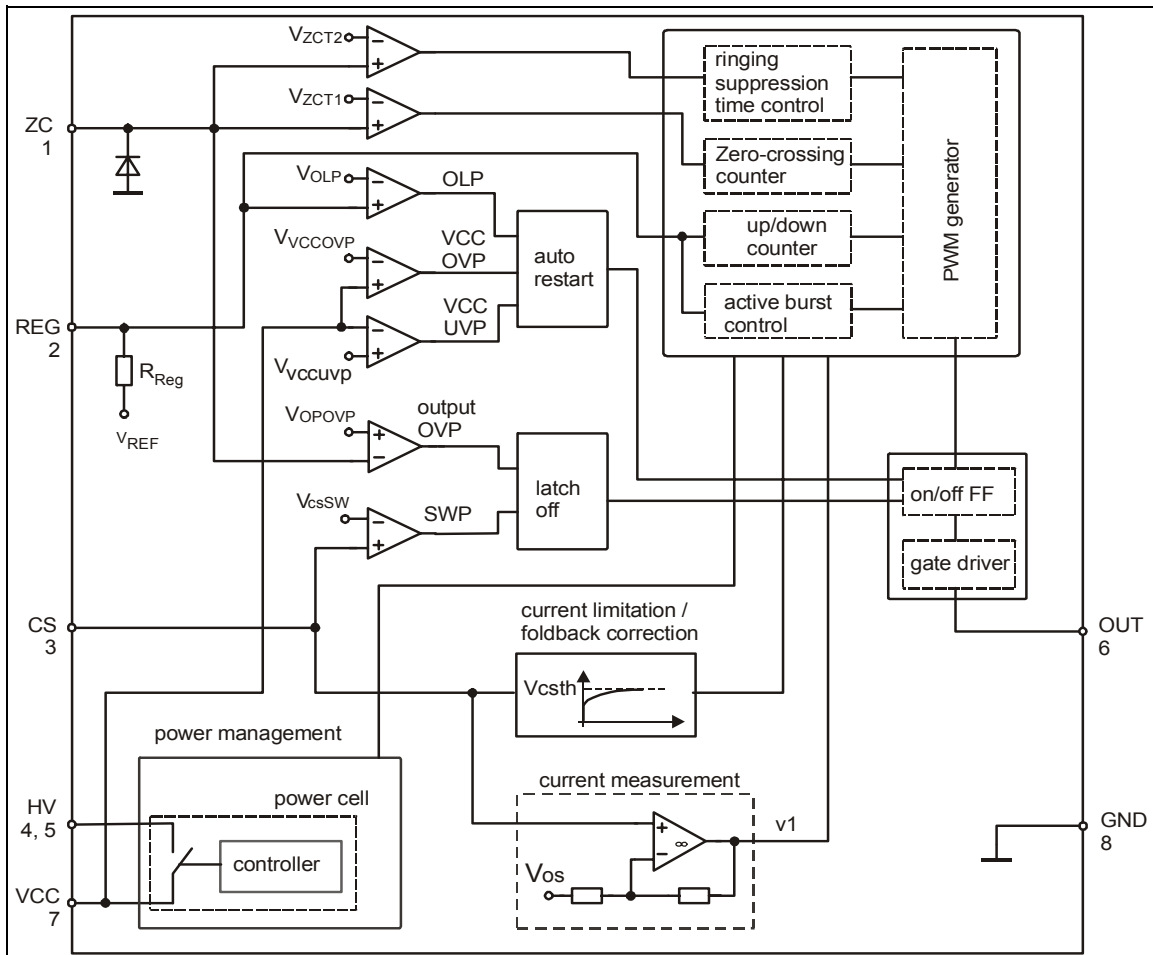 VZCT2
VZCT1
ZC
1
VOLP
OLP
VVCCOVP
VCC
OVP
VCC
UVP
Vvccuvp
auto
restart
REG
2
RReg
VREF
VOPOVP
output
OVP
VcsSW
SWP
latch
off
ringing
suppression
time control
Zero-crossing
counter
up/down
counter
active burst
control
PWM generator
on/off FF
gate driver
CS
3
OUT
6
current limitation /
foldback correction
Vcsth
power management
power cell
controller
HV
4, 5
VCC
7
current measurement
v1
Vos
∞
GND
8